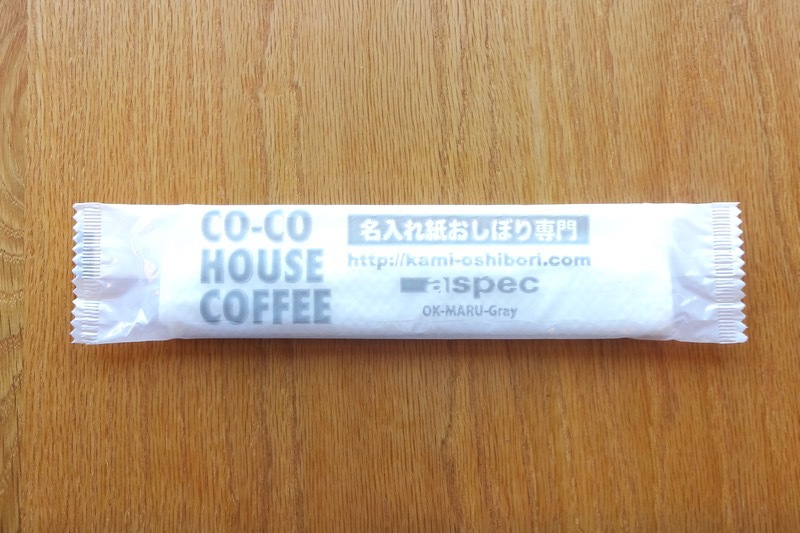 CO-CO
HOUSE
COFFEE
名入れ紙おしぼり専門
http://kami-oshibori.com
aspec
OK-MARU-Gray